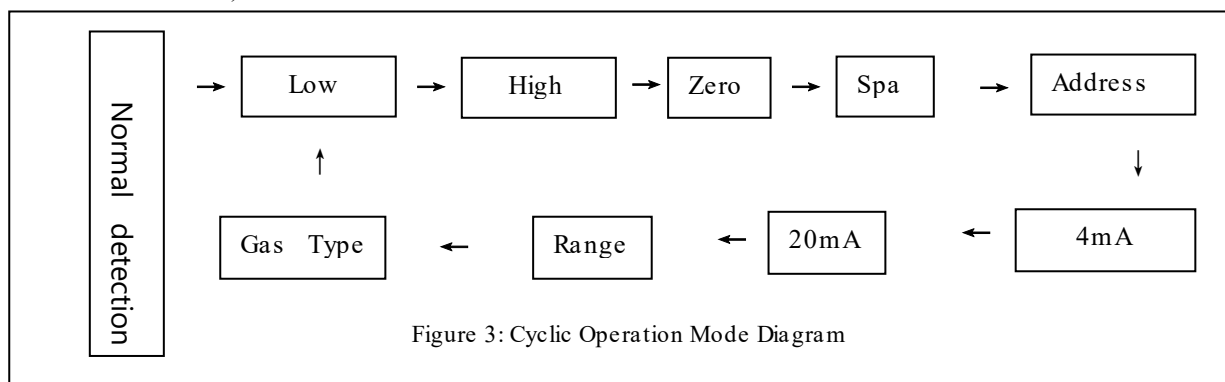 Normal detection
Low
High
Zero
Spa
Address
4mA
20mA
Range
Gas Type
Figure 3: Cyclic Operation Mode Diagram